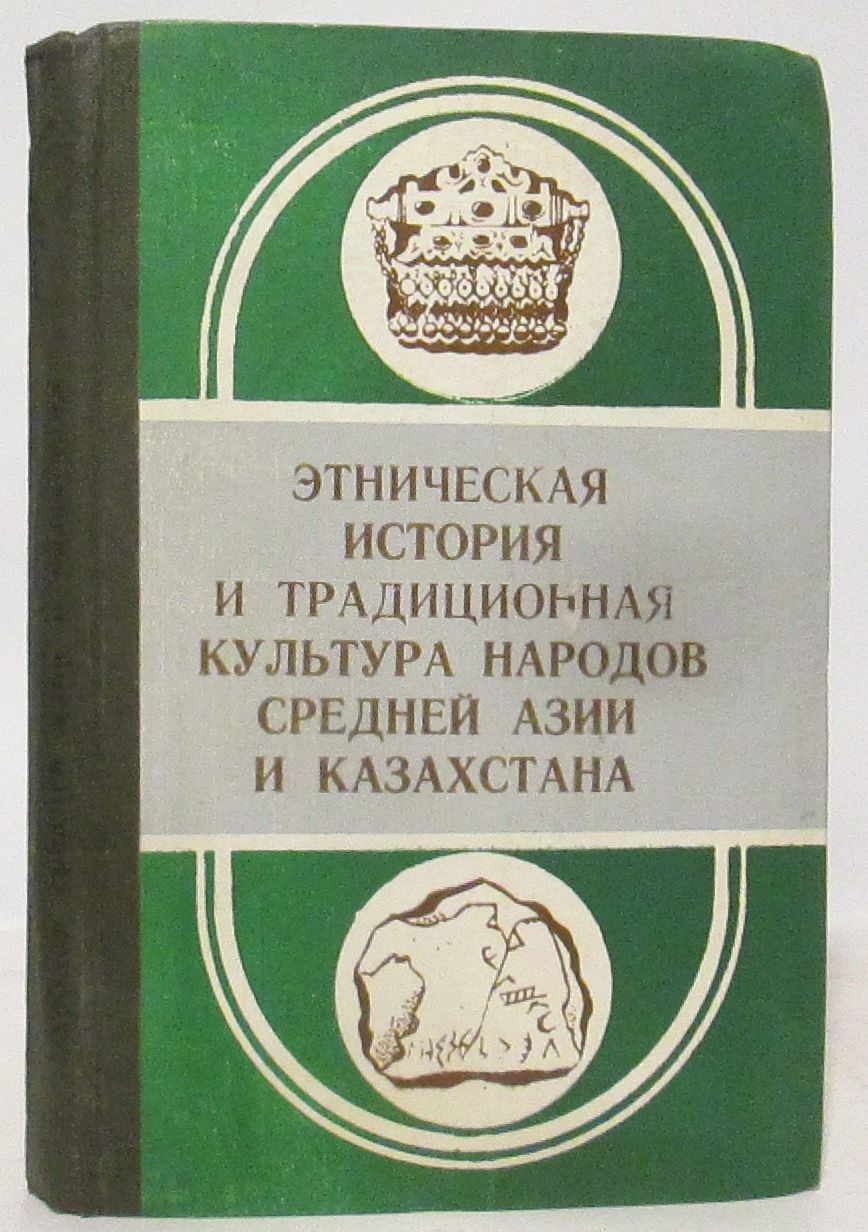 ЭТНИЧЕСКАЯ
ИСТОРИЯ
И ТРАДИЦИОННАЯ
КУЛЬТУРА НАРОДОВ
СРЕДНЕЙ АЗИИ
И КАЗАХСТАНА